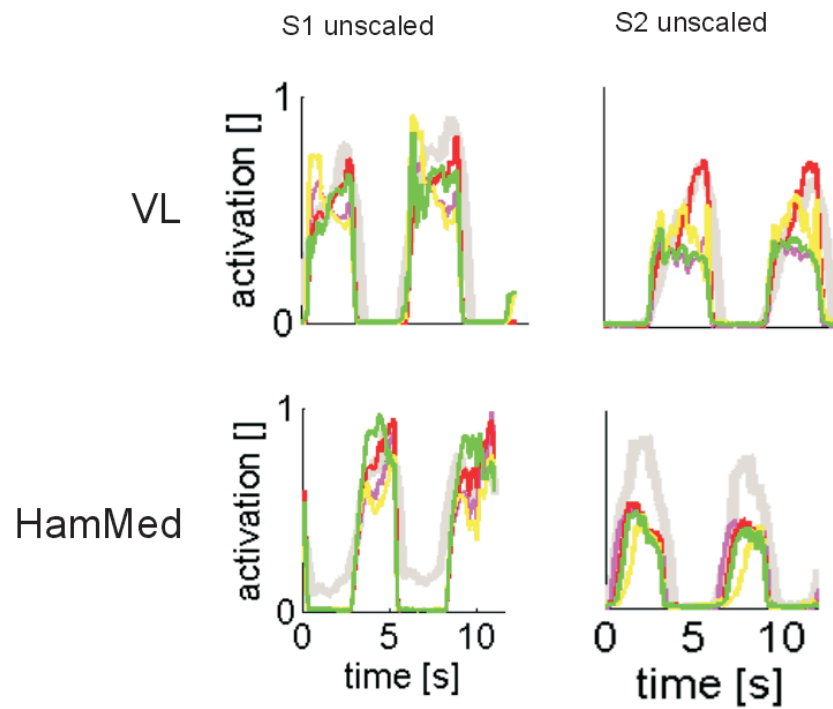 S1 unscaled
S2 unscaled
VL
activation []
1
0
HamMed
activation []
1
0
0 5 10
time [s]
0 5 10
time [s]